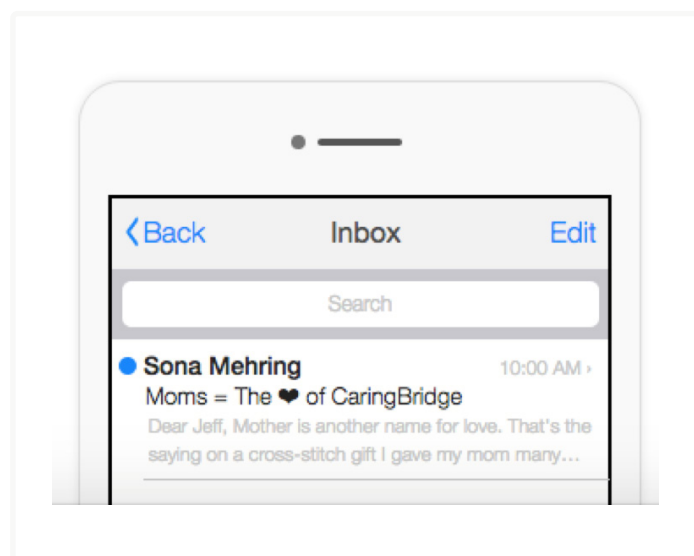 Back Inbox Edit
Search
Sona Mehring 10:00 AM ›
Moms = The ❤ of CaringBridge
Dear Jeff, Mother is another name for love. That's the
saying on a cross-stitch gift I gave my mom many...